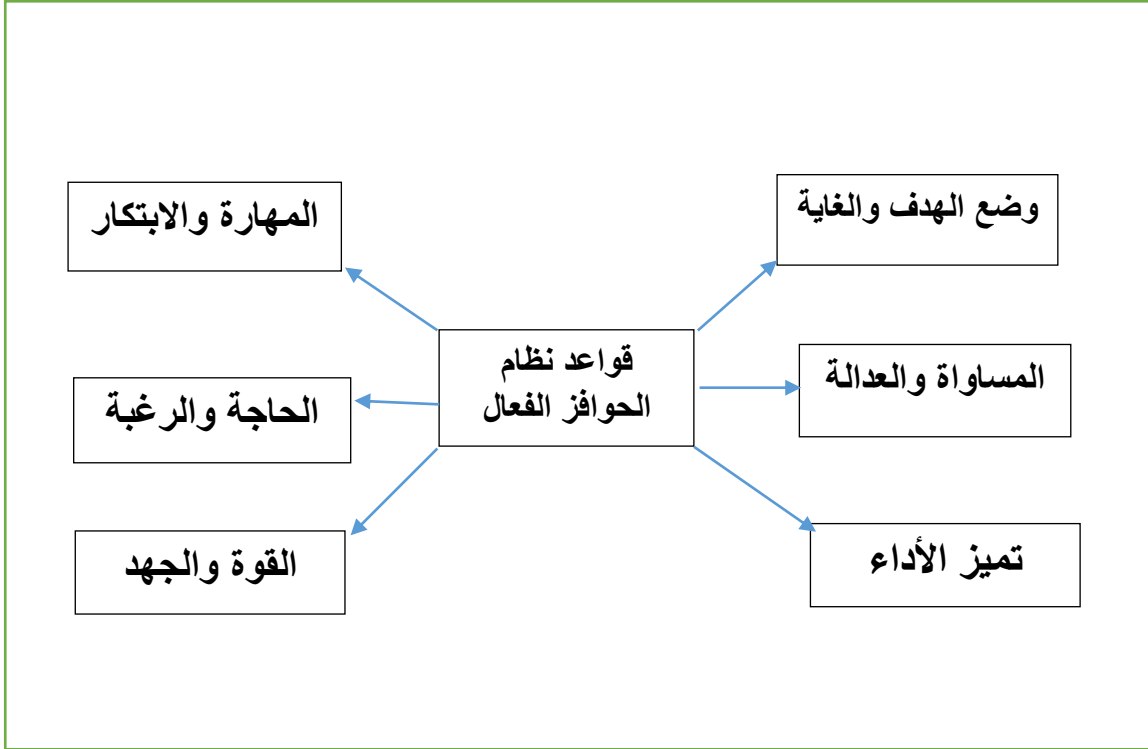 وضع الهدف والغاية
المهارة والابتكار
قواعد نظام
الحوافز الفعال
المساواة والعدالة
الحاجة والرغبة
تميز الأداء
القوة والجهد